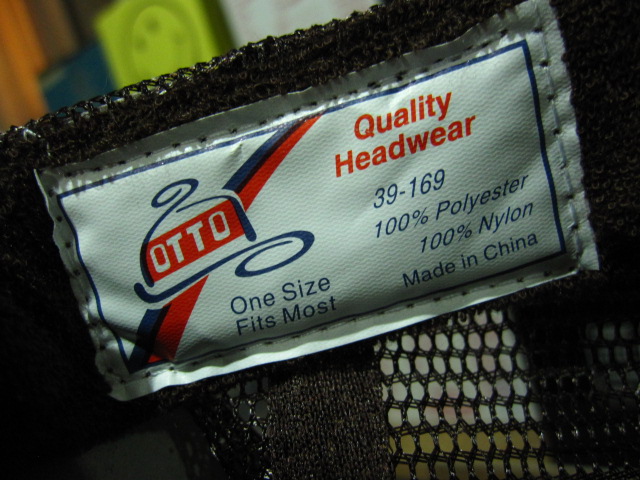 OTTO
One Size
Fits Most
Quality
Headwear
39-169
100% Polyester
100% Nylon
Made in China